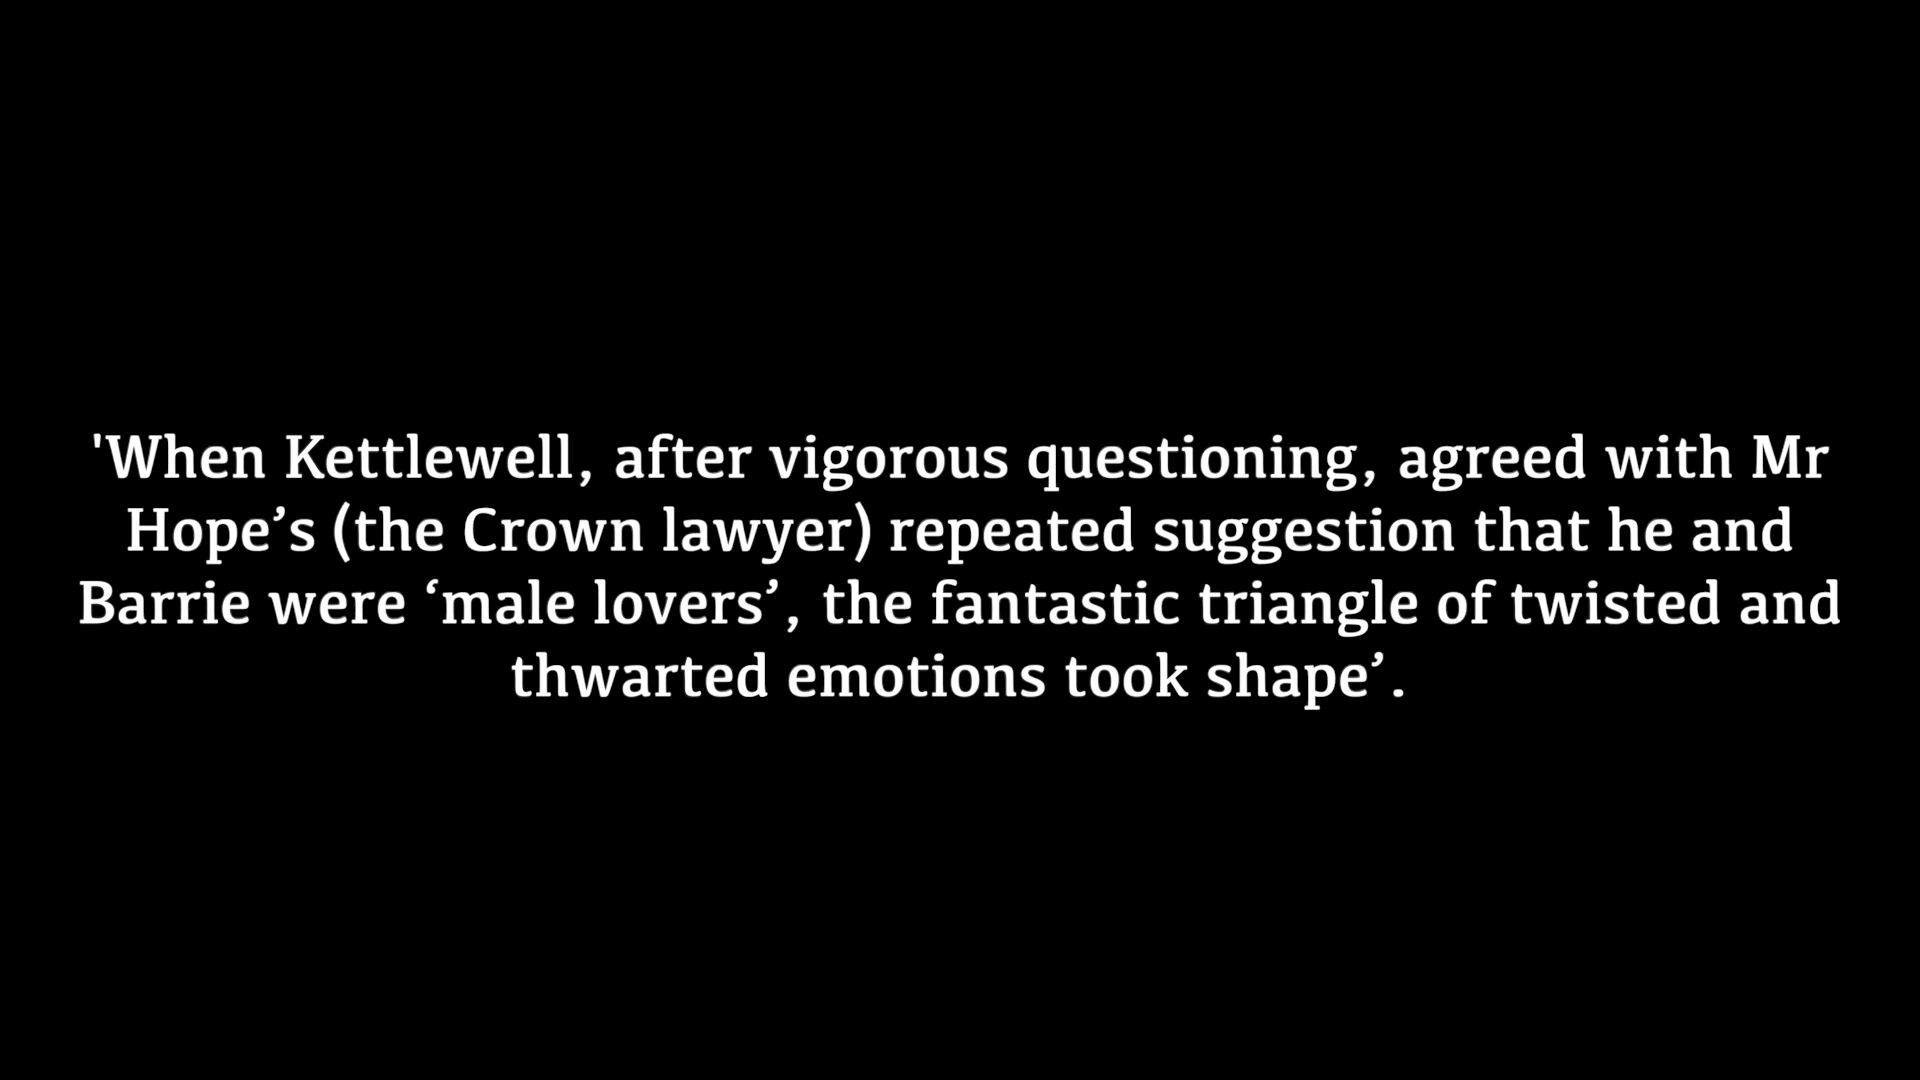 'When Kettlewell, after vigorous questioning, agreed with Mr
Hope’s (the Crown lawyer) repeated suggestion that he and
Barrie were ‘male lovers’, the fantastic triangle of twisted and
thwarted emotions took shape’.